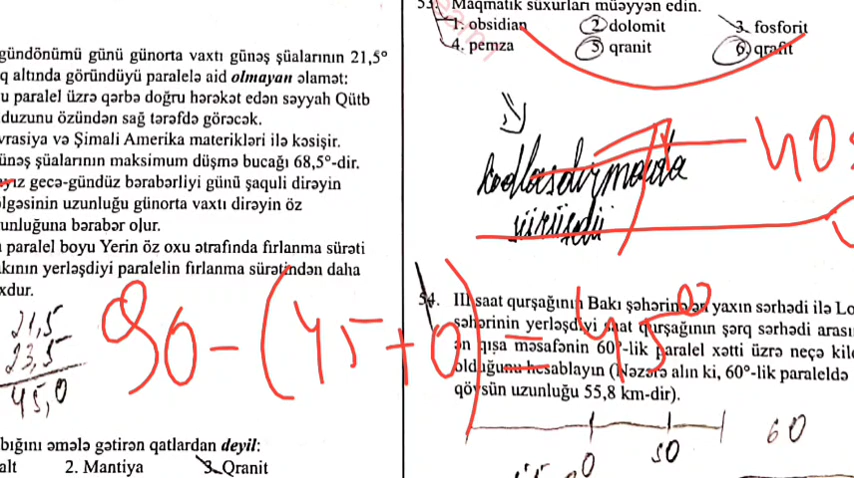 gündönümü günü günorta vaxtı günəş şüalarının 21,5°
q altında göründüyü paralelə aid olmayan əlamət:
u paralel üzrə qərbə doğru hərəkət edən səyyah Qütb
duzunu özündən sağ tərəfdə görəcək.
vrasiya və Şimali Amerika materikləri ilə kəsişir.
ünəş şüalarının maksimum düşmə bucağı 68,5°-dir.
yız gecə-gündüz bərabərliyi günü şaquli dirəyin
lgəsinin uzunluğu günorta vaxtı dirəyin öz
unluğuna bərabər olur.
paralel boyu Yerin öz oxu ətrafında fırlanma sürəti
kının yerləşdiyi paralelin fırlanma sürətindən daha
xdur.
21,5
23,5
45,0
90-(45+0)=45°
bığını əmələ gətirən qatlardan deyil:
alt 2. Mantiya 3. Qranit
53. Maqmatik süxurları müəyyən edin.
1. obsidian 2. dolomit 3. fosforit
4. pemza 5. qranit 6. qrafit
kodlasdırmada
40
54. III saat qurşağının Bakı şəhərinə ən yaxın sərhədi ilə Lo
şəhərinin yerləşdiyi saat qurşağının şərq sərhədi arası
ən qısa məsafənin 60°-lik paralel xətti üzrə neçə kil
olduğunu hesablayın (Nəzərə alın ki, 60°-lik paraleldə
qövsün uzunluğu 55,8 km-dir).
60
0 50